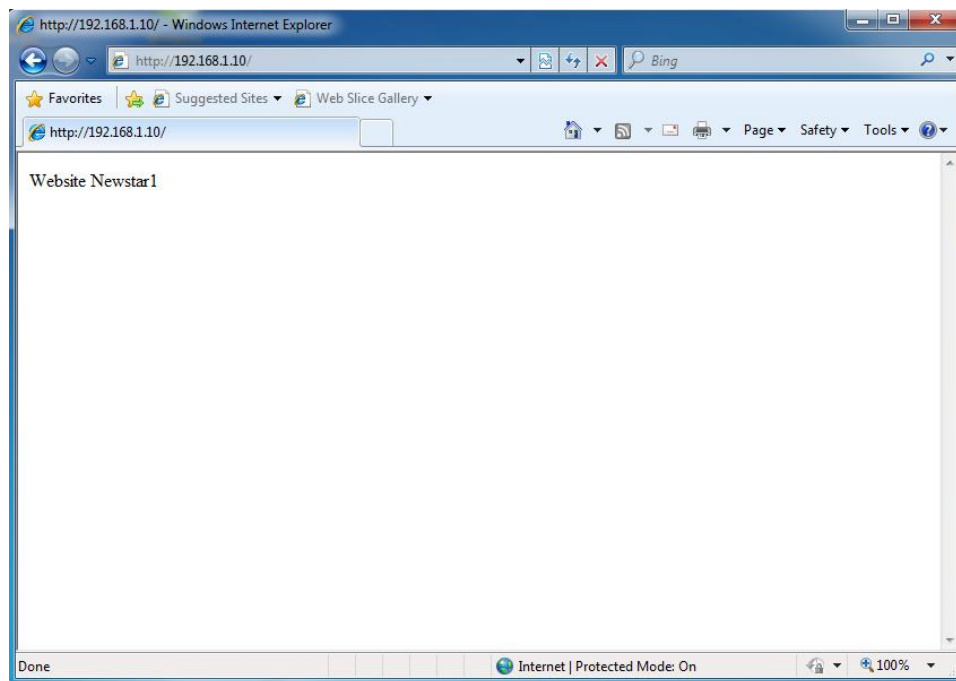 http://192.168.1.10/ - Windows Internet Explorer
http://192.168.1.10/ Bing
Favorites Suggested Sites Web Slice Gallery
http://192.168.1.10/ Page Safety Tools
Website Newstar1
Done Internet | Protected Mode: On 100%